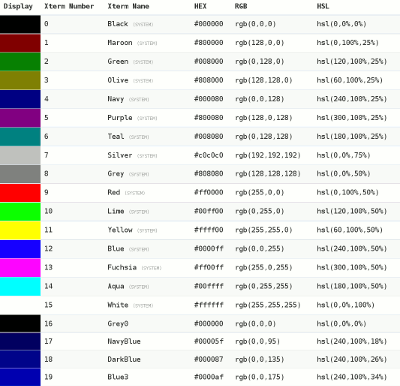 Display Xterm Number Xterm Name HEX RGB HSL
0 Black (SYSTEM) #000000 rgb(0,0,0) hsl(0,0%,0%)
1 Maroon (SYSTEM) #800000 rgb(128,0,0) hsl(0,100%,25%)
2 Green (SYSTEM) #008000 rgb(0,128,0) hsl(120,100%,25%)
3 Olive (SYSTEM) #808000 rgb(128,128,0) hsl(60,100%,25%)
4 Navy (SYSTEM) #000080 rgb(0,0,128) hsl(240,100%,25%)
5 Purple (SYSTEM) #800080 rgb(128,0,128) hsl(300,100%,25%)
6 Teal (SYSTEM) #008080 rgb(0,128,128) hsl(180,100%,25%)
7 Silver (SYSTEM) #c0c0c0 rgb(192,192,192) hsl(0,0%,75%)
8 Grey (SYSTEM) #808080 rgb(128,128,128) hsl(0,0%,50%)
9 Red (SYSTEM) #ff0000 rgb(255,0,0) hsl(0,100%,50%)
10 Lime (SYSTEM) #00ff00 rgb(0,255,0) hsl(120,100%,50%)
11 Yellow (SYSTEM) #ffff00 rgb(255,255,0) hsl(60,100%,50%)
12 Blue (SYSTEM) #0000ff rgb(0,0,255) hsl(240,100%,50%)
13 Fuchsia (SYSTEM) #ff00ff rgb(255,0,255) hsl(300,100%,50%)
14 Aqua (SYSTEM) #00ffff rgb(0,255,255) hsl(180,100%,50%)
15 White (SYSTEM) #ffffff rgb(255,255,255) hsl(0,0%,100%)
16 Grey0 #000000 rgb(0,0,0) hsl(0,0%,0%)
17 NavyBlue #00005f rgb(0,0,95) hsl(240,100%,18%)
18 DarkBlue #000087 rgb(0,0,135) hsl(240,100%,26%)
19 Blue3 #0000af rgb(0,0,175) hsl(240,100%,34%)